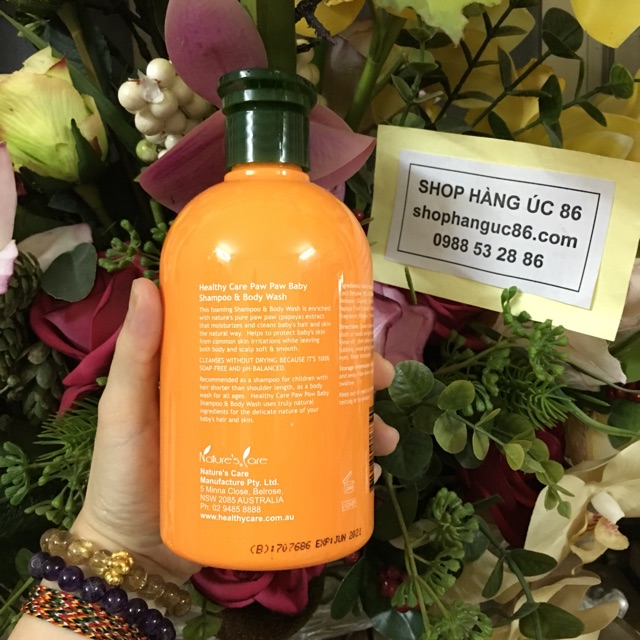 SHOP HÀNG ÚC 86
shophanguc86.com
0988 53 28 86
Healthy Care Paw Paw Baby
Shampoo & Body Wash
This foaming Shampoo & Body Wash is enriched
with nature's pure paw paw (papaya) extract
that moisturizes and cleans baby's hair and skin
the natural way. Helps to protect baby's skin
from common skin irritations while leaving
both body and scalp soft & smooth.
CLEANSES WITHOUT DRYING BECAUSE IT'S 100%
SOAP-FREE AND pH-BALANCED.
Recommended as a shampoo for children with
hair shorter than shoulder length, as a body
wash for all ages. Healthy Care Paw Paw Baby
Shampoo & Body Wash uses truly natural
ingredients for the delicate nature of your
baby's hair and skin.
Nature's Care
Nature's Care
Manufacture Pty. Ltd.
5 Minna Close, Belrose,
NSW 2085 AUSTRALIA
Ph: 02 9485 8888
www.healthycare.com.au
(B):707686 EXP:JUN 2021